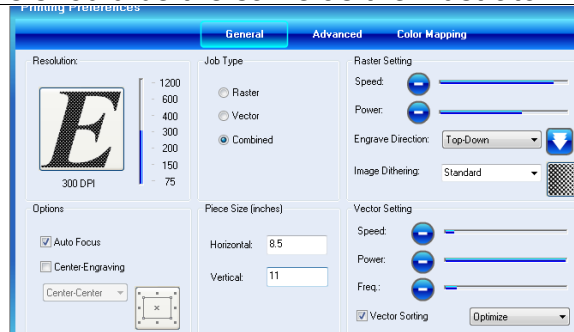 Printing Preferences
General Advanced Color Mapping
Resolution:
1200
600
400
300
200
150
75
E
300 DPI
Job Type
Raster
Vector
Combined
Raster Setting
Speed:
Power:
Engrave Direction: Top-Down
Image Dithering: Standard
Options
Auto Focus
Center-Engraving
Center-Center
Piece Size (inches)
Horizontal: 8.5
Vertical: 11
Vector Setting
Speed:
Power:
Freq.:
Vector Sorting Optimize